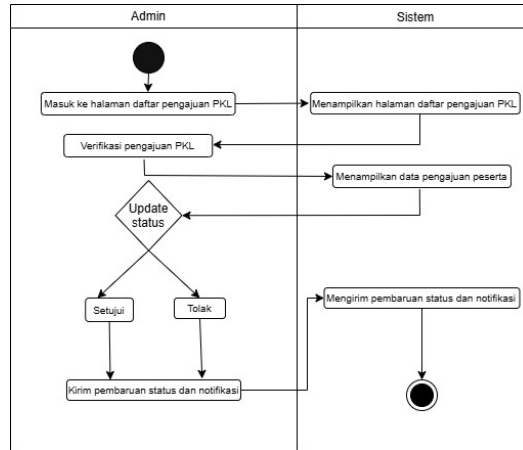 Admin
Sistem
Masuk ke halaman daftar pengajuan PKL
Menampilkan halaman daftar pengajuan PKL
Verifikasi pengajuan PKL
Menampilkan data pengajuan peserta
Update
status
Setujui
Tolak
Mengirim pembaruan status dan notifikasi
Kirim pembaruan status dan notifikasi